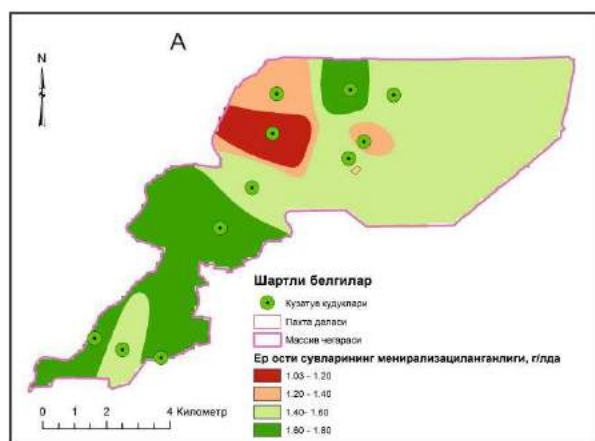 A
N
Шартли белгилар
Кузатув кудуклари
Пахта даласи
Массив чегараси
Ер ости сувларининг менирализациланганлиги, г/лда
1.03 - 1.20
1.20 - 1.40
1.40- 1.60
1.60 - 1.80
0 1 2 4 Километр